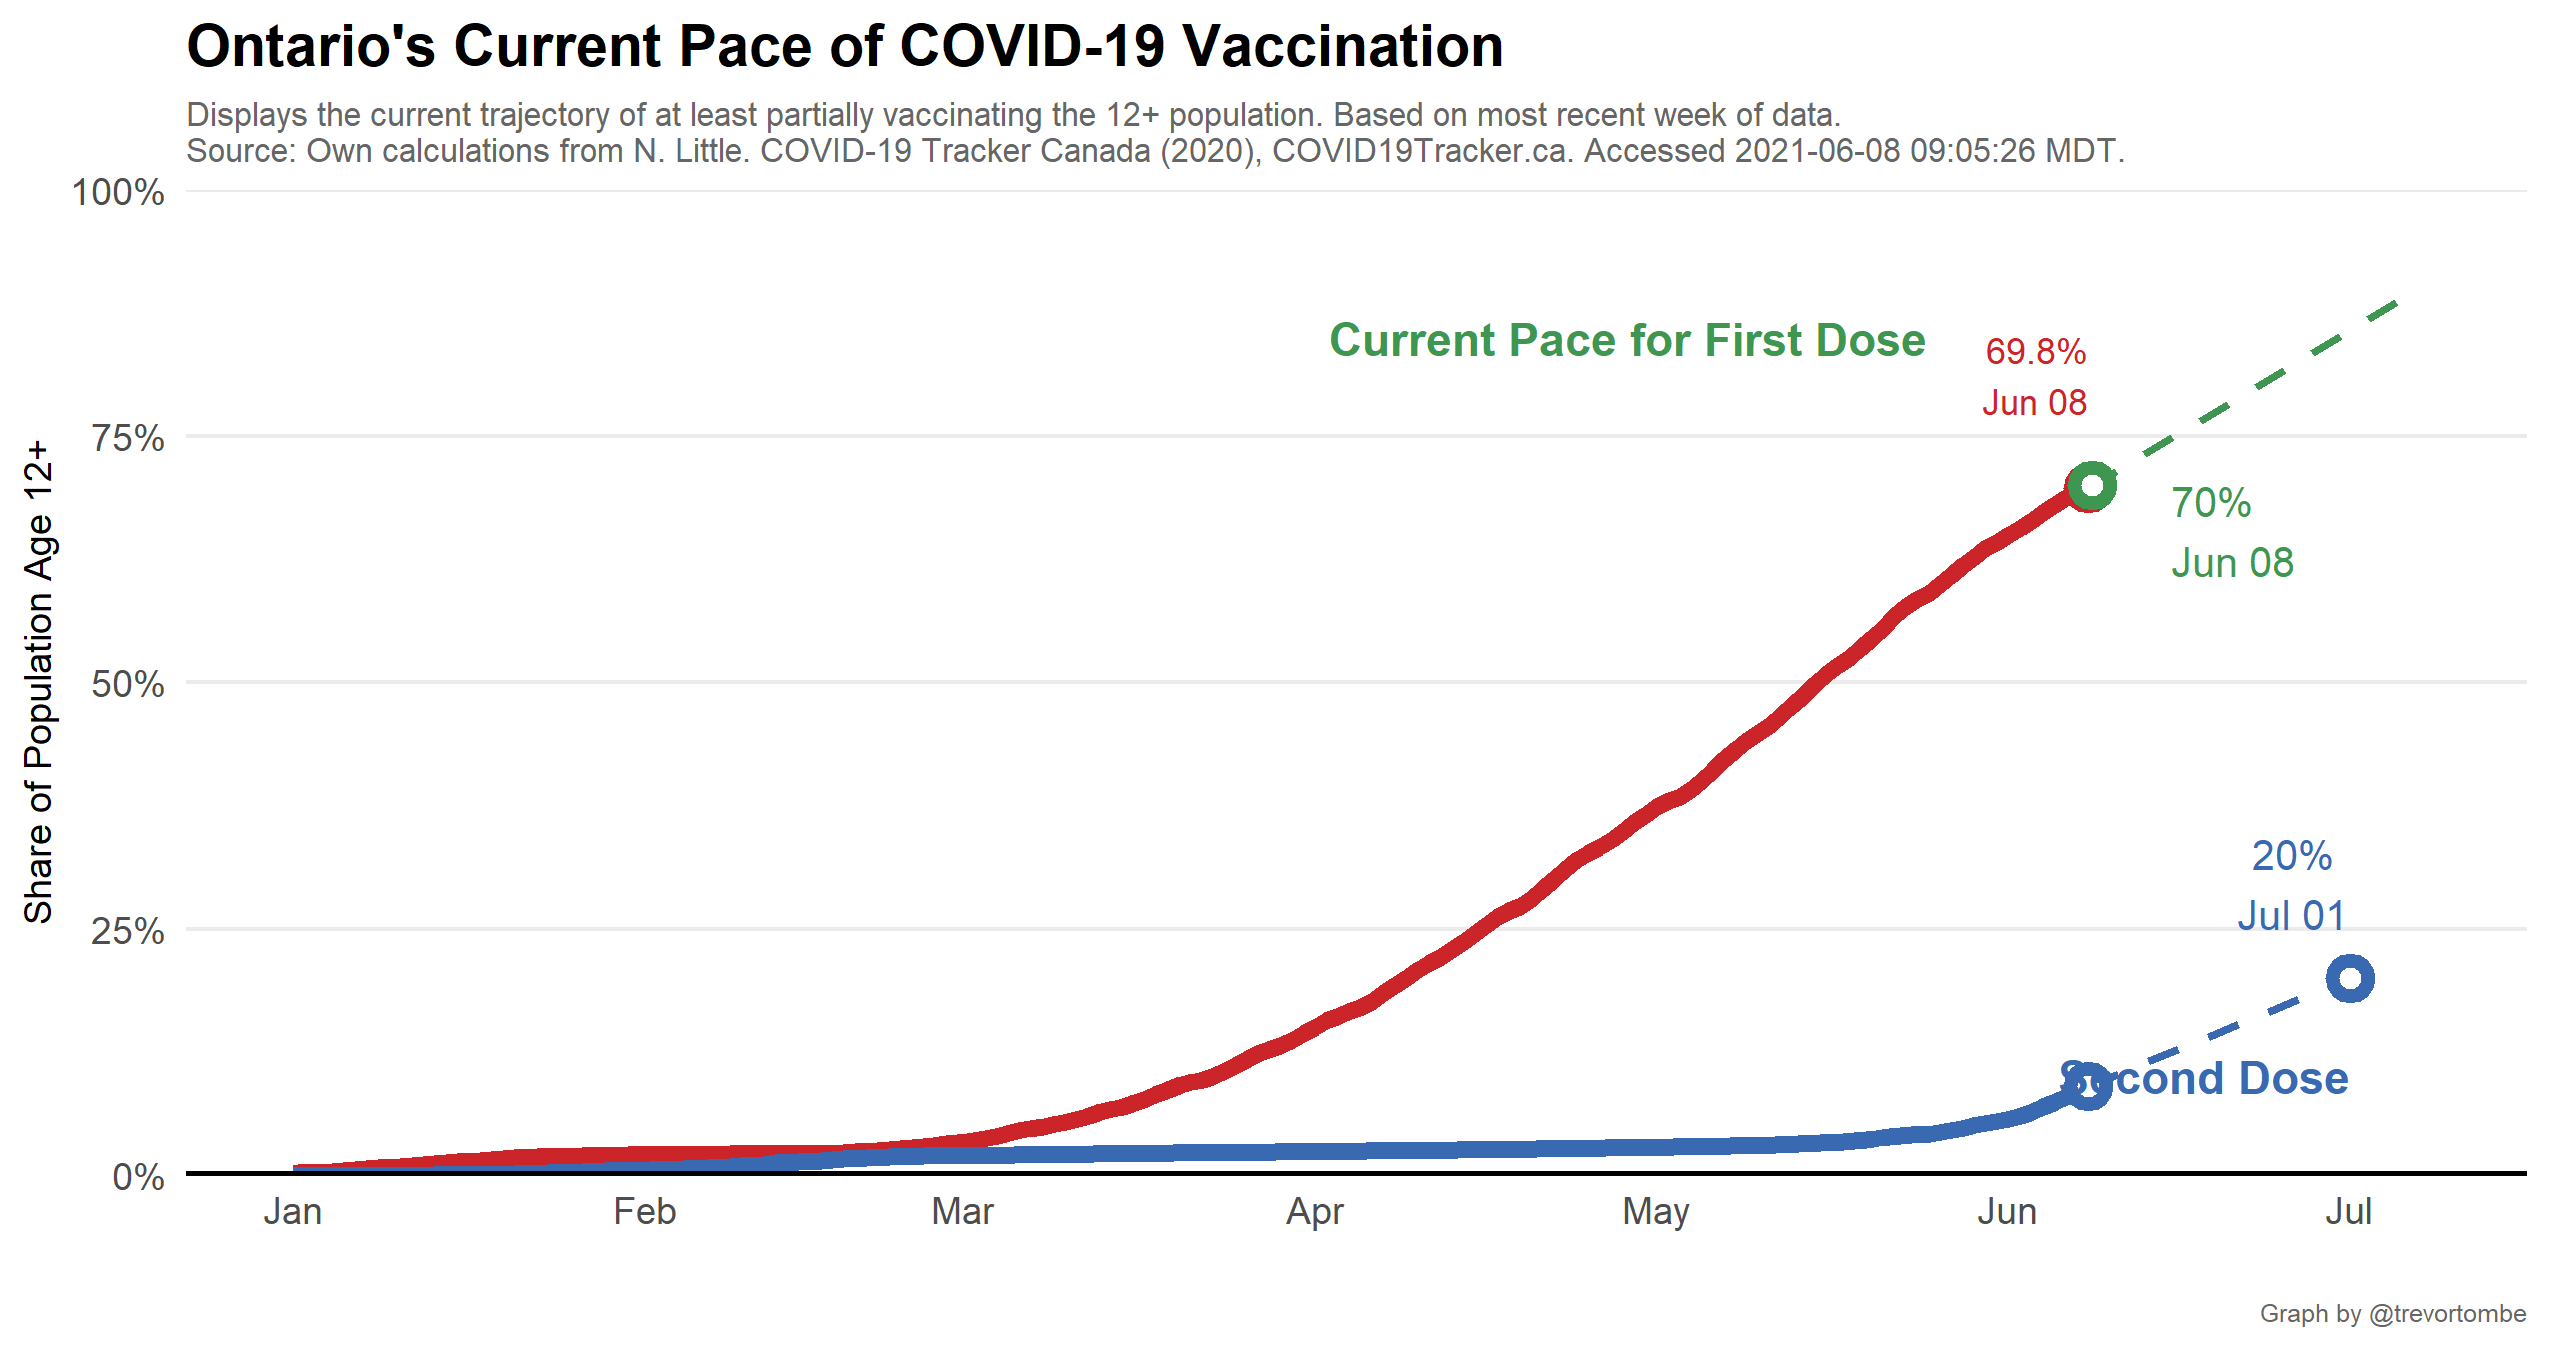 Ontario's Current Pace of COVID-19 Vaccination
Displays the current trajectory of at least partially vaccinating the 12+ population. Based on most recent week of data.
Source: Own calculations from N. Little. COVID-19 Tracker Canada (2020), COVID19Tracker.ca. Accessed 2021-06-08 09:05:26 MDT.
Share of Population Age 12+
100%
75%
50%
25%
0%
Current Pace for First Dose
69.8%
Jun 08
70%
Jun 08
20%
Jul 01
Second Dose
Jan
Feb
Mar
Apr
May
Jun
Jul
Graph by @trevortombe